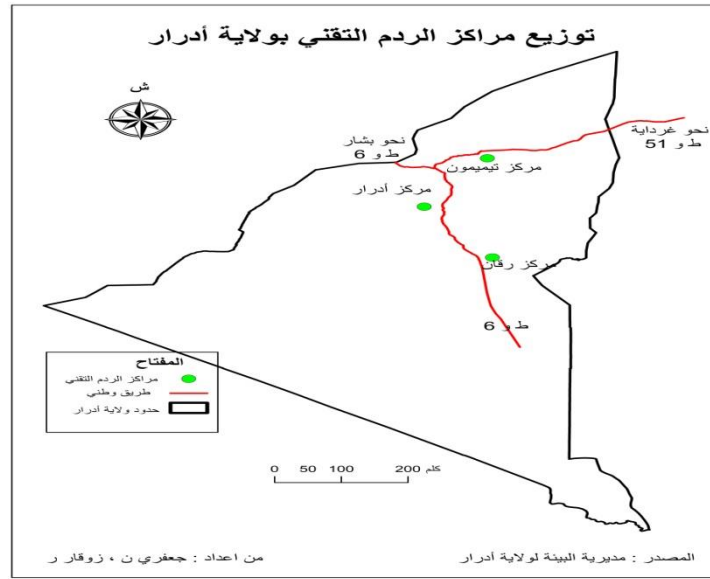 توزيع مراكز الردم التقني بولاية أدرار
ش
نحو غرداية
ط و 51
نحو بشار
ط و 6
مركز تيميمون
مركز أدرار
مركز رقان
ط و 6
المفتاح
مراكز الردم التقني
طريق وطني
حدود ولاية أدرار
0 50 100 200 كلم
المصدر : مديرية البيئة لولاية أدرار
من اعداد : جعفري ن ، زوقار ر